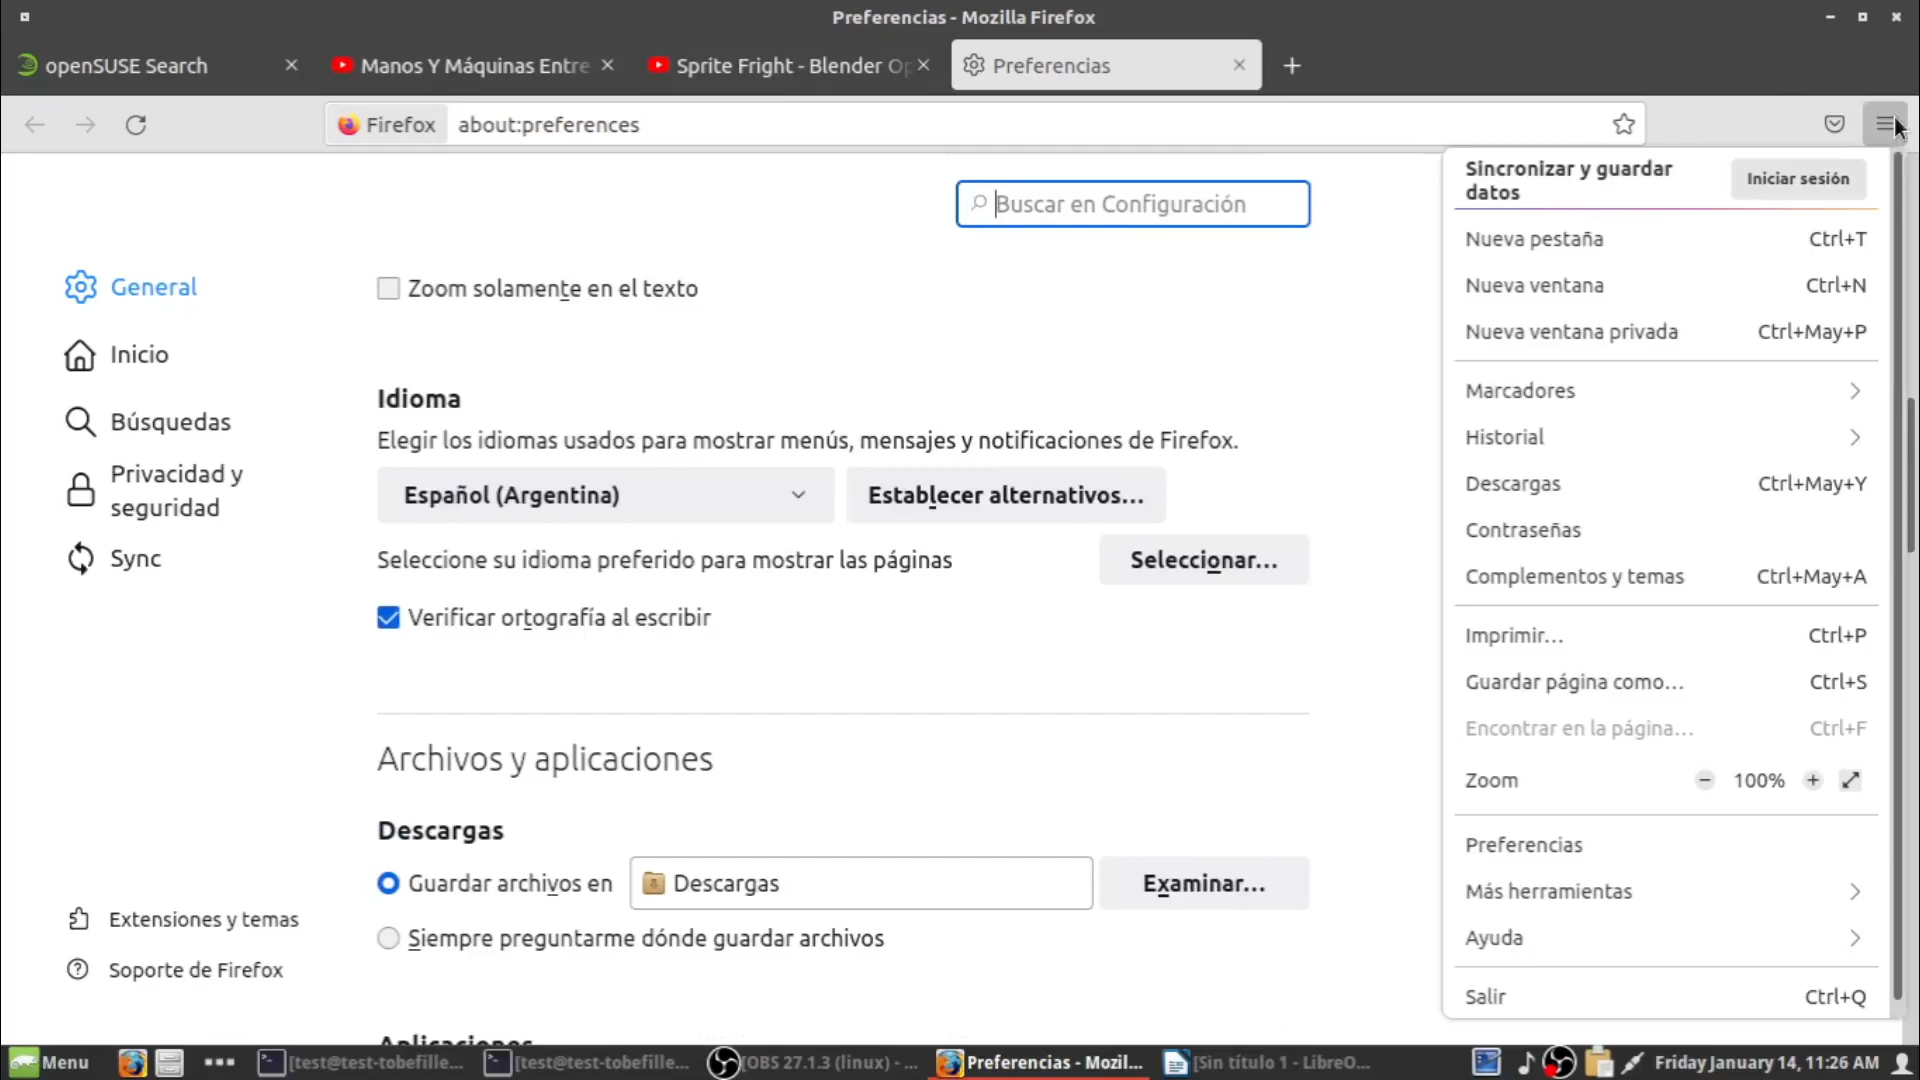 Preferencias - Mozilla Firefox
openSUSE Search
Manos Y Máquinas Entre
Sprite Fright - Blender Op
Preferencias
Firefox
about:preferences
Buscar en Configuración
General
Inicio
Búsquedas
Privacidad y
seguridad
Sync
Extensiones y temas
Soporte de Firefox
Zoom solamente en el texto
Idioma
Elegir los idiomas usados para mostrar menús, mensajes y notificaciones de Firefox.
Español (Argentina)
Establecer alternativos...
Seleccione su idioma preferido para mostrar las páginas
Seleccionar...
Verificar ortografía al escribir
Archivos y aplicaciones
Descargas
Guardar archivos en
Descargas
Examinar...
Siempre preguntarme dónde guardar archivos
Aplicaciones
Sincronizar y guardar
datos
Iniciar sesión
Nueva pestaña Ctrl+T
Nueva ventana Ctrl+N
Nueva ventana privada Ctrl+May+P
Marcadores
Historial
Descargas Ctrl+May+Y
Contraseñas
Complementos y temas Ctrl+May+A
Imprimir... Ctrl+P
Guardar página como... Ctrl+S
Encontrar en la página... Ctrl+F
Zoom − 100% +
Preferencias
Más herramientas
Ayuda
Salir Ctrl+Q
Menu
[test@test-tobefille...
[test@test-tobefille...
[OBS 27.1.3 (linux) - ...
Preferencias - Mozil...
[Sin título 1 - LibreO...
Friday January 14, 11:26 AM